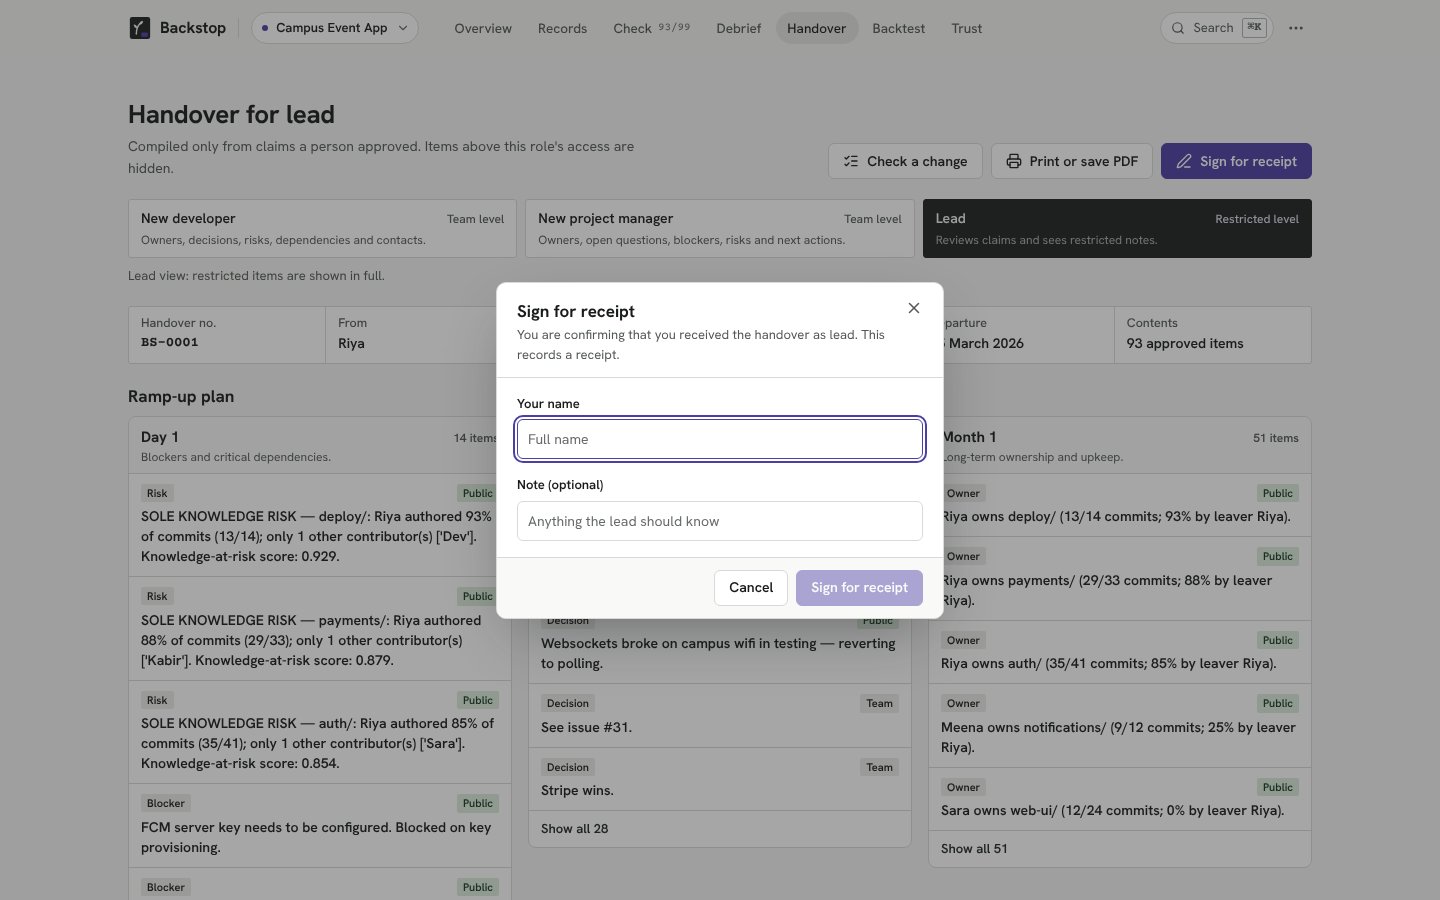 Backstop
Campus Event App
Overview
Records
Check 93/99
Debrief
Handover
Backtest
Trust
Search ⌘K
Handover for lead
Compiled only from claims a person approved. Items above this role's access are
hidden.
Check a change
Print or save PDF
Sign for receipt
New developer
Team level
Owners, decisions, risks, dependencies and contacts.
New project manager
Team level
Owners, open questions, blockers, risks and next actions.
Lead
Restricted level
Reviews claims and sees restricted notes.
Lead view: restricted items are shown in full.
Handover no.
BS-0001
From
Riya
March 2026
Contents
93 approved items
Sign for receipt
You are confirming that you received the handover as lead. This
records a receipt.
Your name
Full name
Note (optional)
Anything the lead should know
Cancel
Sign for receipt
Ramp-up plan
Day 1
14 items
Blockers and critical dependencies.
Risk
Public
SOLE KNOWLEDGE RISK — deploy/: Riya authored 93%
of commits (13/14); only 1 other contributor(s) ['Dev'].
Knowledge-at-risk score: 0.929.
Risk
Public
SOLE KNOWLEDGE RISK — payments/: Riya authored
88% of commits (29/33); only 1 other contributor(s)
['Kabir']. Knowledge-at-risk score: 0.879.
Risk
Public
SOLE KNOWLEDGE RISK — auth/: Riya authored 85% of
commits (35/41); only 1 other contributor(s) ['Sara'].
Knowledge-at-risk score: 0.854.
Blocker
Public
FCM server key needs to be configured. Blocked on key
provisioning.
Blocker
Public
Decision
Public
Websockets broke on campus wifi in testing — reverting
to polling.
Decision
Team
See issue #31.
Decision
Team
Stripe wins.
Show all 28
Month 1
51 items
Long-term ownership and upkeep.
Owner
Public
Riya owns deploy/ (13/14 commits; 93% by leaver Riya).
Owner
Public
Riya owns payments/ (29/33 commits; 88% by leaver
Riya).
Owner
Public
Riya owns auth/ (35/41 commits; 85% by leaver Riya).
Owner
Public
Meena owns notifications/ (9/12 commits; 25% by leaver
Riya).
Owner
Public
Sara owns web-ui/ (12/24 commits; 0% by leaver Riya).
Show all 51